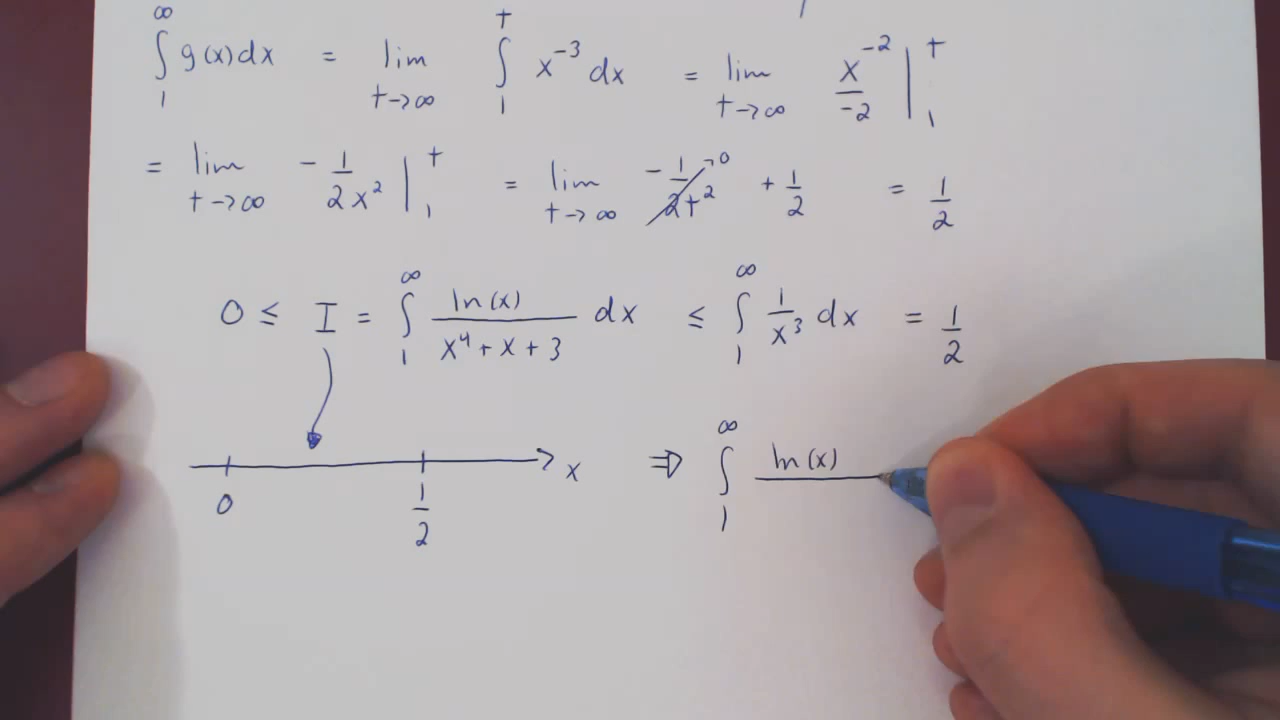 ∫₁^∞ g(x)dx = lim_{t→∞} ∫₁^t x⁻³ dx = lim_{t→∞} x⁻²/-2 |₁^t
= lim_{t→∞} - 1/2x² |₁^t = lim_{t→∞} - 1/2t² →0 + 1/2 = 1/2
0 ≤ I = ∫₁^∞ ln(x)/(x⁴ + x + 3) dx ≤ ∫₁^∞ 1/x³ dx = 1/2
0 1/2 x ⇒ ∫₁^∞ ln(x)